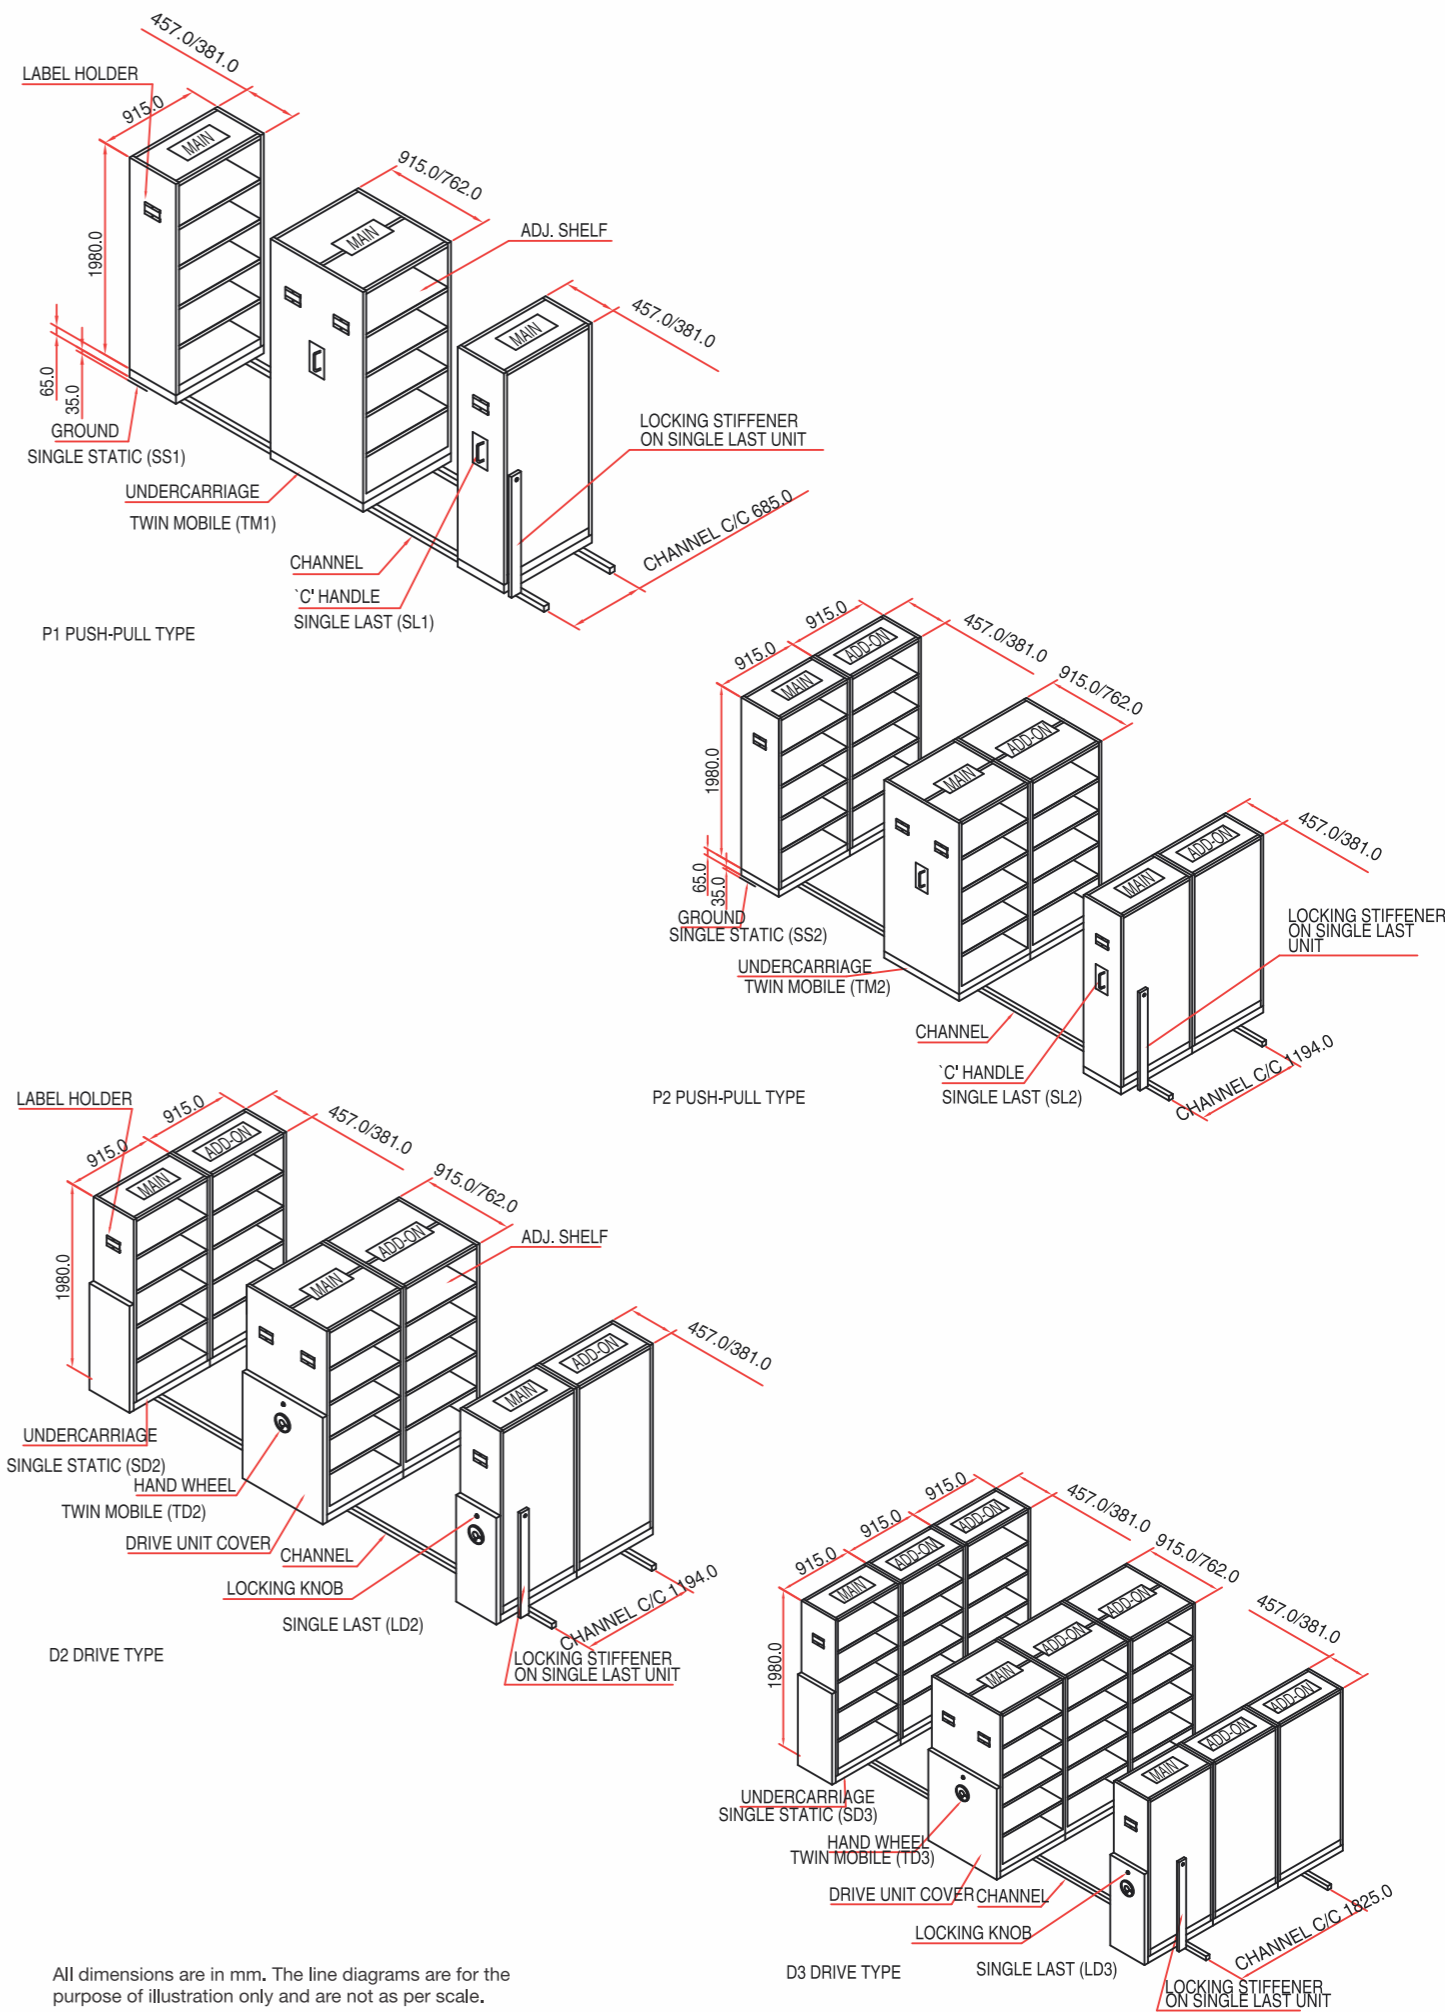 457.0/381.0
LABEL HOLDER
915.0
MAIN
1980.0
65.0
35.0
GROUND
SINGLE STATIC (SS1)
915.0/762.0
MAIN
ADJ. SHELF
UNDERCARRIAGE
TWIN MOBILE (TM1)
457.0/381.0
MAIN
LOCKING STIFFENER
ON SINGLE LAST UNIT
CHANNEL C/C 685.0
CHANNEL
`C' HANDLE
SINGLE LAST (SL1)
P1 PUSH-PULL TYPE
915.0
915.0
457.0/381.0
MAIN
ADD-ON
1980.0
65.0
35.0
GROUND
SINGLE STATIC (SS2)
915.0/762.0
MAIN
ADD-ON
UNDERCARRIAGE
TWIN MOBILE (TM2)
457.0/381.0
MAIN
ADD-ON
LOCKING STIFFENER
ON SINGLE LAST
UNIT
CHANNEL
`C' HANDLE
SINGLE LAST (SL2)
CHANNEL C/C 1194.0
P2 PUSH-PULL TYPE
LABEL HOLDER
915.0
915.0
457.0/381.0
MAIN
ADD-ON
1980.0
UNDERCARRIAGE
SINGLE STATIC (SD2)
915.0/762.0
MAIN
ADD-ON
ADJ. SHELF
HAND WHEEL
TWIN MOBILE (TD2)
DRIVE UNIT COVER
CHANNEL
457.0/381.0
MAIN
ADD-ON
LOCKING KNOB
SINGLE LAST (LD2)
CHANNEL C/C 1194.0
LOCKING STIFFENER
ON SINGLE LAST UNIT
D2 DRIVE TYPE
915.0
915.0
915.0
457.0/381.0
MAIN
ADD-ON
ADD-ON
1980.0
UNDERCARRIAGE
SINGLE STATIC (SD3)
915.0/762.0
MAIN
ADD-ON
ADD-ON
HAND WHEEL
TWIN MOBILE (TD3)
DRIVE UNIT COVER
CHANNEL
457.0/381.0
MAIN
ADD-ON
ADD-ON
LOCKING KNOB
SINGLE LAST (LD3)
CHANNEL C/C 1825.0
LOCKING STIFFENER
ON SINGLE LAST UNIT
D3 DRIVE TYPE
All dimensions are in mm. The line diagrams are for the
purpose of illustration only and are not as per scale.